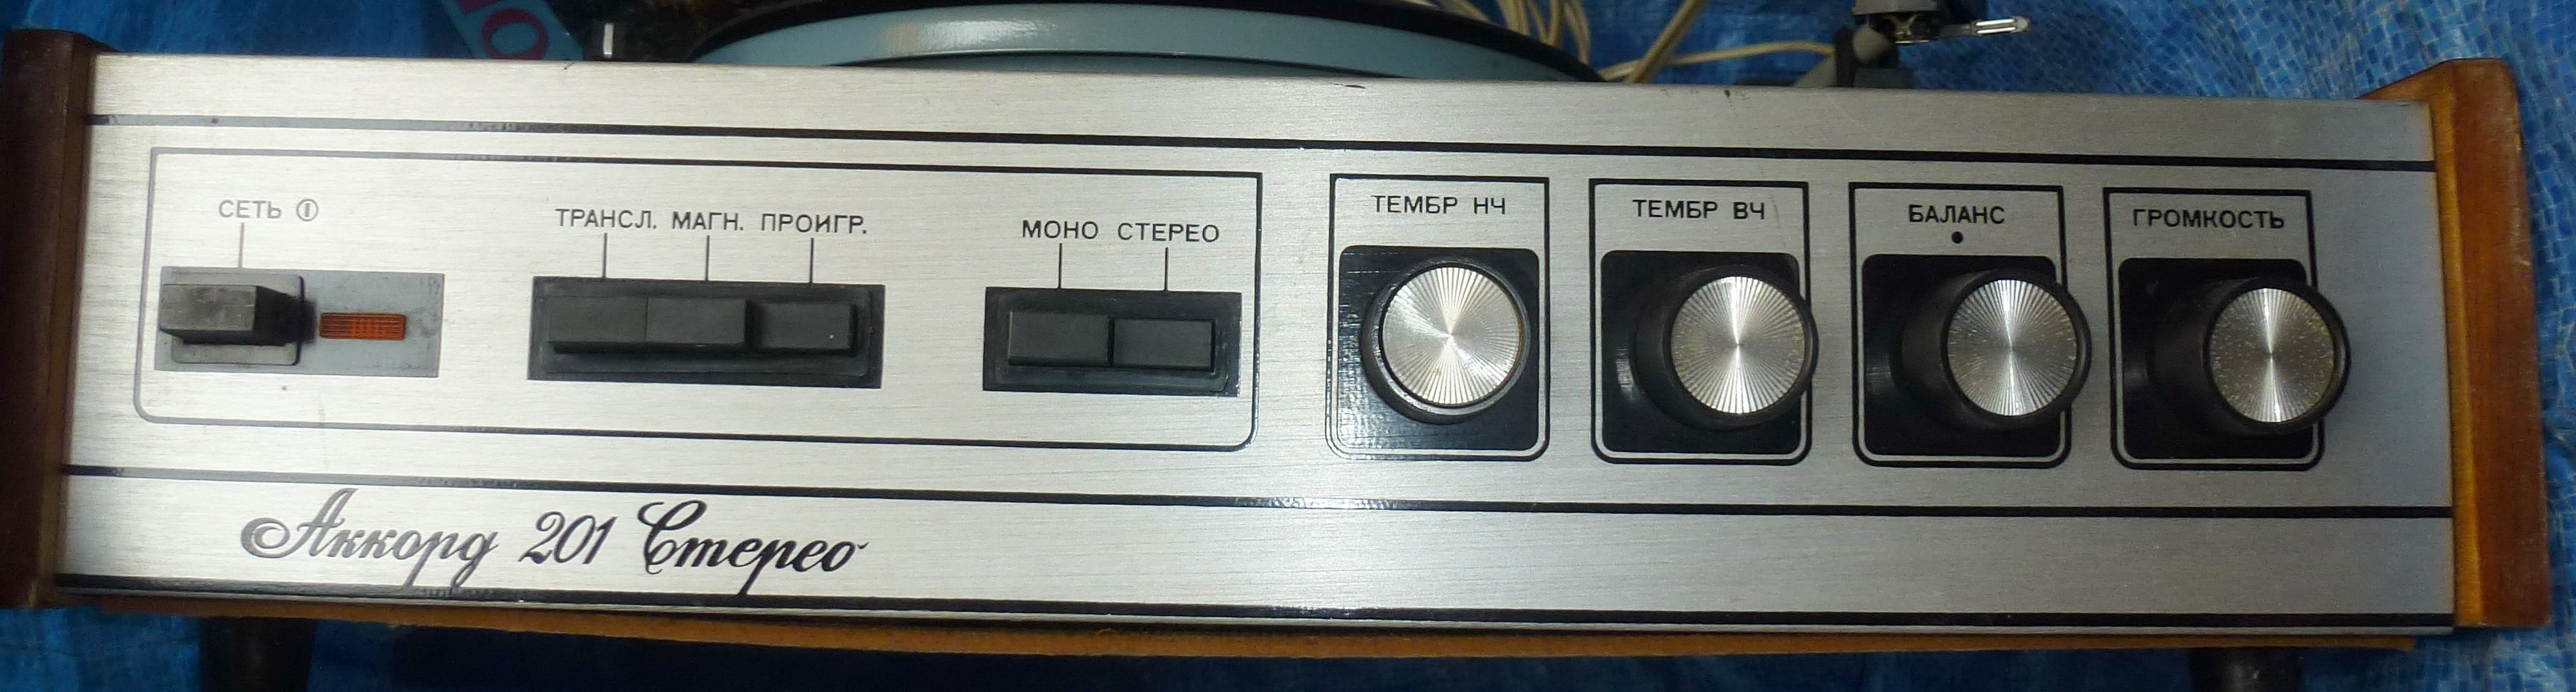 СЕТЬ
ТРАНСЛ. МАГН. ПРОИГР.
МОНО СТЕРЕО
ТЕМБР НЧ
ТЕМБР ВЧ
БАЛАНС
ГРОМКОСТЬ
Аккорд 201 Стерео